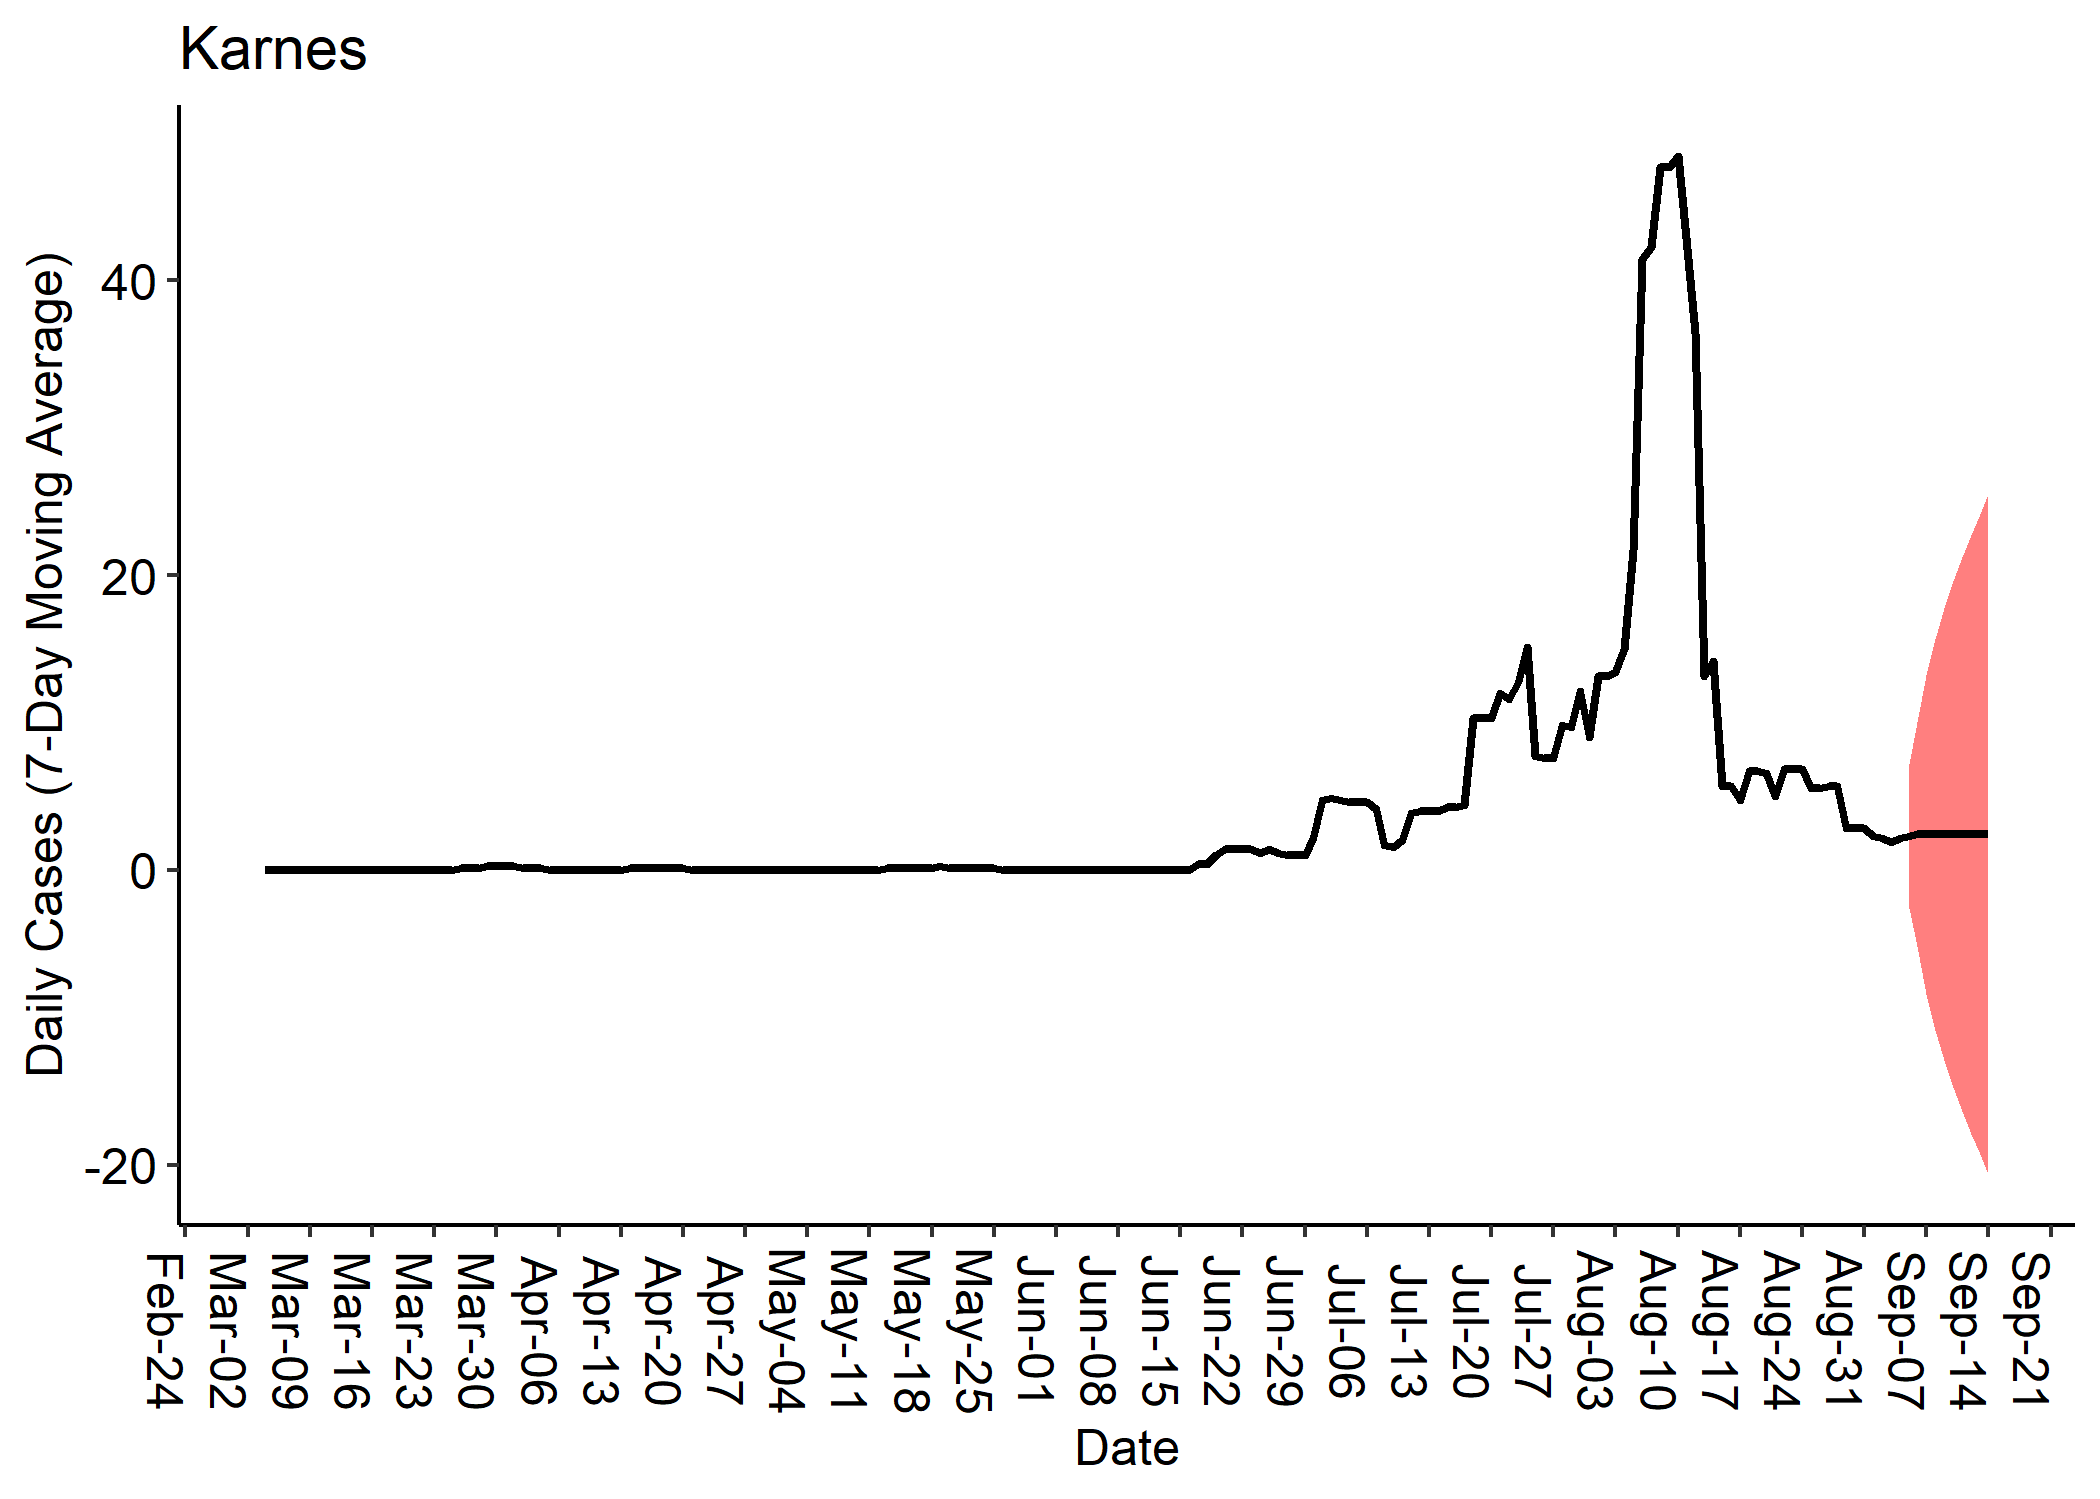 Karnes
Daily Cases (7-Day Moving Average)
40
20
0
-20
Feb-24
Mar-02
Mar-09
Mar-16
Mar-23
Mar-30
Apr-06
Apr-13
Apr-20
Apr-27
May-04
May-11
May-18
May-25
Jun-01
Jun-08
Jun-15
Jun-22
Jun-29
Jul-06
Jul-13
Jul-20
Jul-27
Aug-03
Aug-10
Aug-17
Aug-24
Aug-31
Sep-07
Sep-14
Sep-21
Date